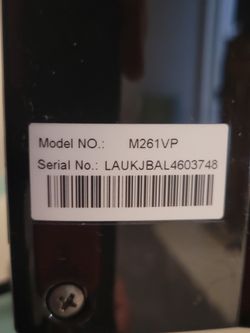 Model NO.: M261VP
Serial No.: LAUKJBAL4603748